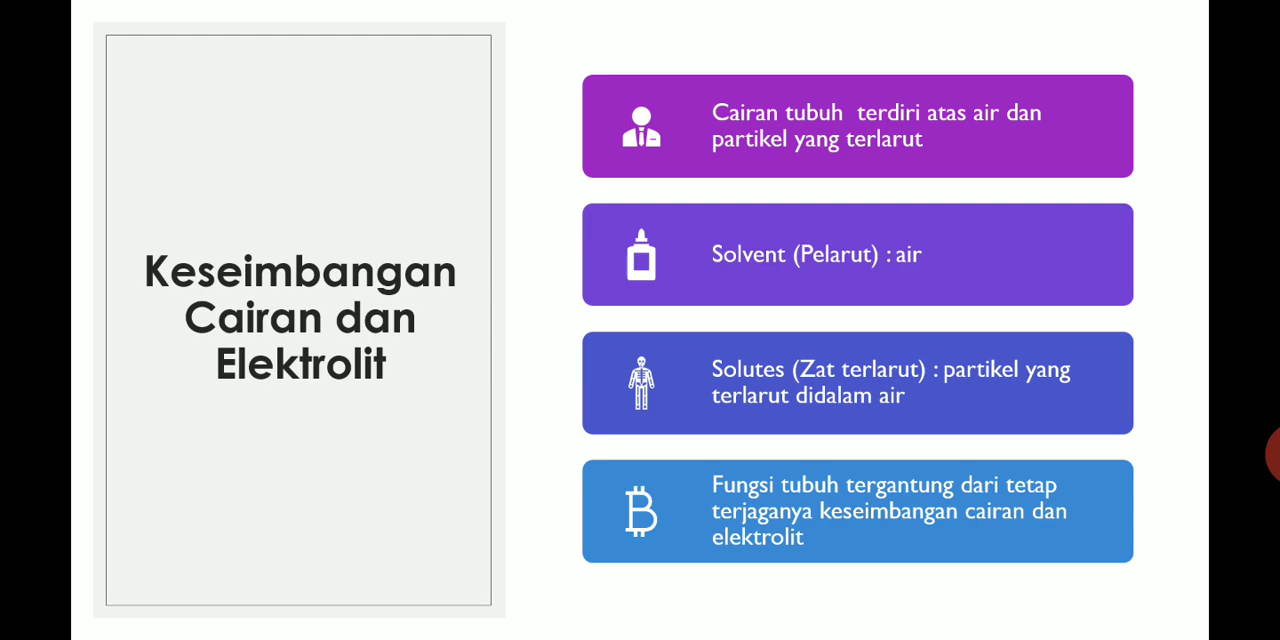 Keseimbangan
Cairan dan
Elektrolit
Cairan tubuh  terdiri atas air dan
partikel yang terlarut
Solvent (Pelarut) : air
Solutes (Zat terlarut) : partikel yang
terlarut didalam air
Fungsi tubuh tergantung dari tetap
terjaganya keseimbangan cairan dan
elektrolit